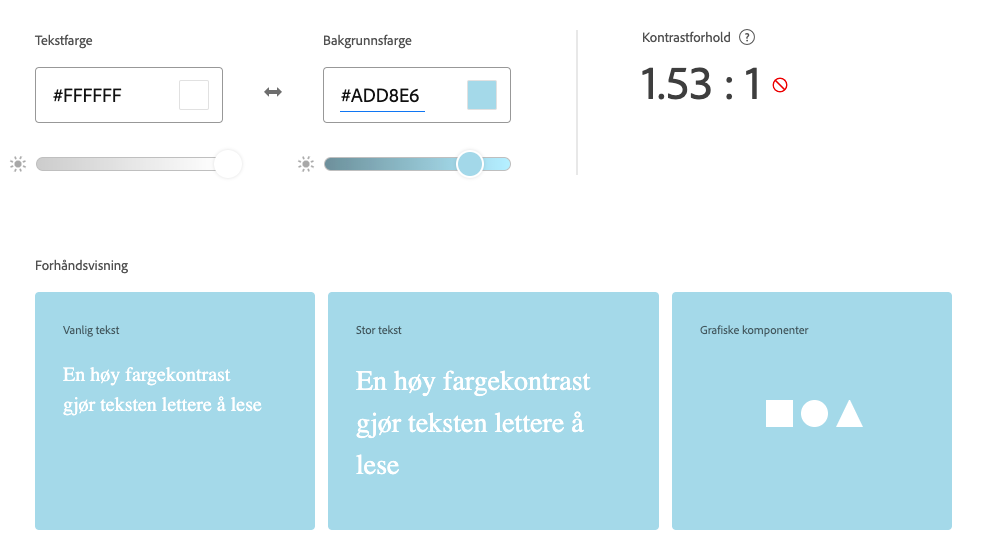 Tekstfarge
#FFFFFF
Bakgrunnsfarge
#ADD8E6
Kontrastforhold ?
1.53 : 1
Forhåndsvisning
Vanlig tekst
En høy fargekontrast
gjør teksten lettere å lese
Stor tekst
En høy fargekontrast
gjør teksten lettere å
lese
Grafiske komponenter